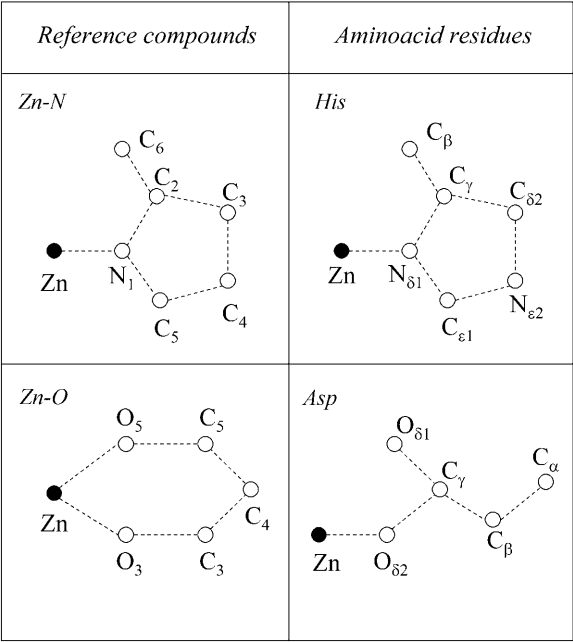 Reference compounds
Aminoacid residues
Zn-N
C₆
C₂
C₃
Zn
N₁
C₅
C₄
His
Cβ
Cγ
Cδ2
Zn
Nδ1
Cε1
Nε2
Zn-O
O₅
C₅
Zn
C₄
O₃
C₃
Asp
Oδ1
Cγ
Cα
Zn
Oδ2
Cβ